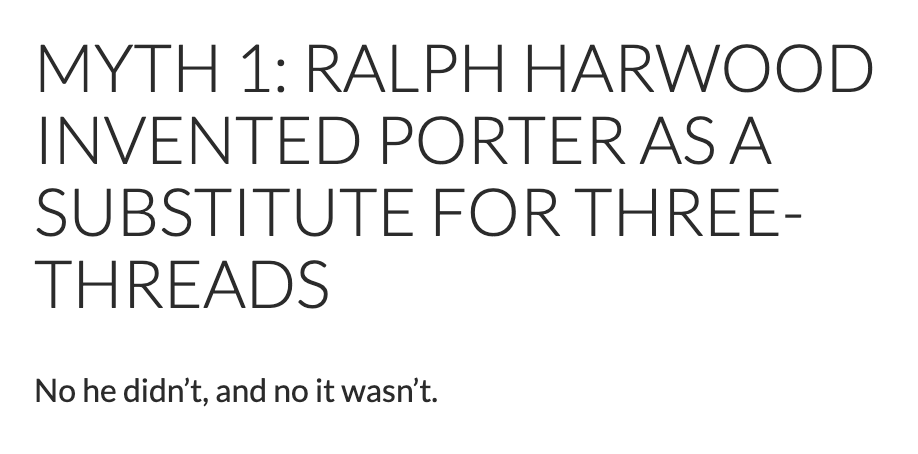 MYTH 1: RALPH HARWOOD
INVENTED PORTER AS A
SUBSTITUTE FOR THREE-
THREADS
No he didn’t, and no it wasn’t.